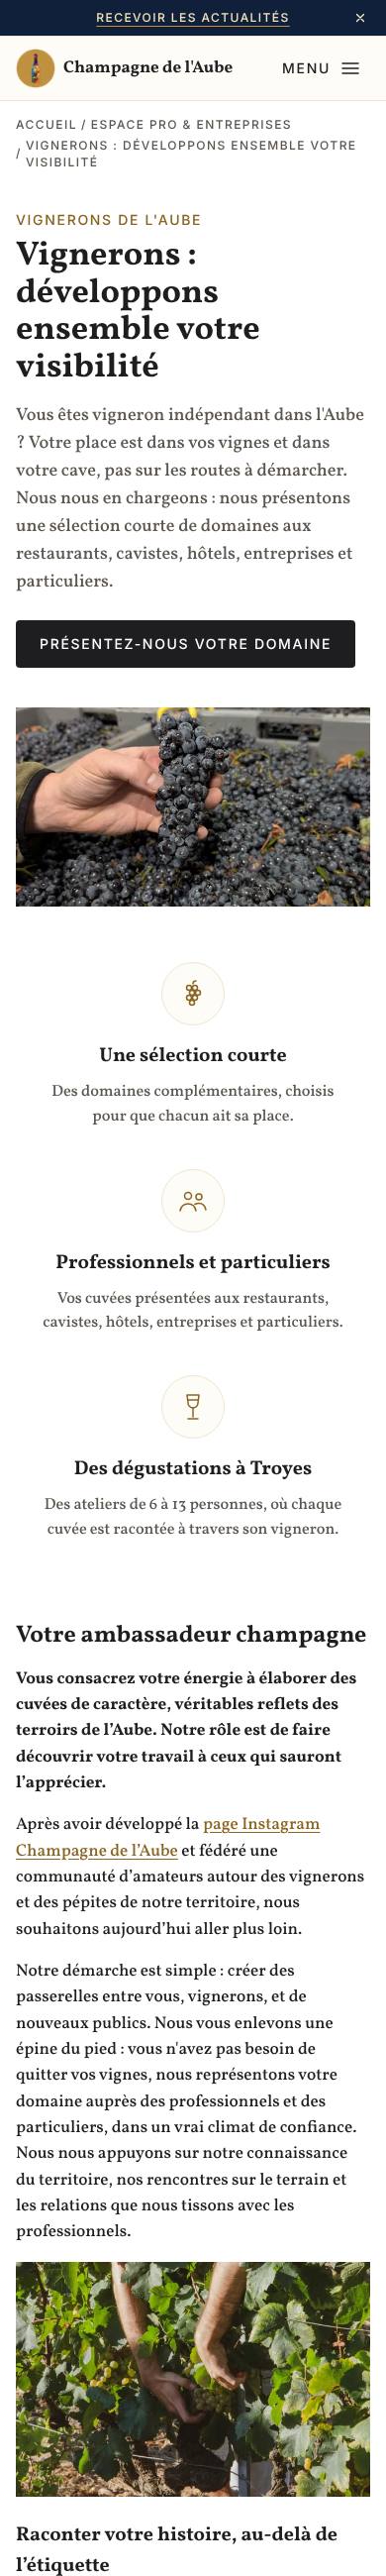 RECEVOIR LES ACTUALITÉS
Champagne de l'Aube
MENU
ACCUEIL / ESPACE PRO & ENTREPRISES
/ VIGNERONS : DÉVELOPPONS ENSEMBLE VOTRE
VISIBILITÉ
VIGNERONS DE L'AUBE
Vignerons :
développons
ensemble votre
visibilité
Vous êtes vigneron indépendant dans l'Aube
? Votre place est dans vos vignes et dans
votre cave, pas sur les routes à démarcher.
Nous nous en chargeons : nous présentons
une sélection courte de domaines aux
restaurants, cavistes, hôtels, entreprises et
particuliers.
PRÉSENTEZ-NOUS VOTRE DOMAINE
Une sélection courte
Des domaines complémentaires, choisis
pour que chacun ait sa place.
Professionnels et particuliers
Vos cuvées présentées aux restaurants,
cavistes, hôtels, entreprises et particuliers.
Des dégustations à Troyes
Des ateliers de 6 à 13 personnes, où chaque
cuvée est racontée à travers son vigneron.
Votre ambassadeur champagne
Vous consacrez votre énergie à élaborer des
cuvées de caractère, véritables reflets des
terroirs de l’Aube. Notre rôle est de faire
découvrir votre travail à ceux qui sauront
l’apprécier.
Après avoir développé la page Instagram
Champagne de l’Aube et fédéré une
communauté d’amateurs autour des vignerons
et des pépites de notre territoire, nous
souhaitons aujourd’hui aller plus loin.
Notre démarche est simple : créer des
passerelles entre vous, vignerons, et de
nouveaux publics. Nous vous enlevons une
épine du pied : vous n'avez pas besoin de
quitter vos vignes, nous représentons votre
domaine auprès des professionnels et des
particuliers, dans un vrai climat de confiance.
Nous nous appuyons sur notre connaissance
du territoire, nos rencontres sur le terrain et
les relations que nous tissons avec les
professionnels.
Raconter votre histoire, au-delà de
l’étiquette